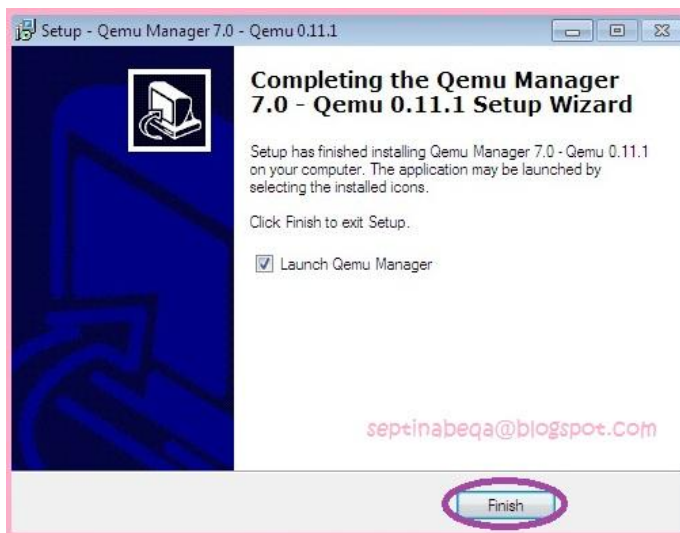 Setup - Qemu Manager 7.0 - Qemu 0.11.1
Completing the Qemu Manager
7.0 - Qemu 0.11.1 Setup Wizard
Setup has finished installing Qemu Manager 7.0 - Qemu 0.11.1
on your computer. The application may be launched by
selecting the installed icons.
Click Finish to exit Setup.
Launch Qemu Manager
septinabeqa@blogspot.com
Finish